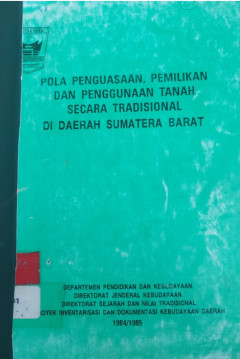 POLA PENGUASAAN, PEMILIKAN
DAN PENGGUNAAN TANAH
SECARA TRADISIONAL
DI DAERAH SUMATERA BARAT
DEPARTEMEN PENDIDIKAN DAN KEBUDAYAAN
DIREKTORAT JENDERAL KEBUDAYAAN
DIREKTORAT SEJARAH DAN NILAI TRADISIONAL
OYEK INVENTARISASI DAN DOKUMENTASI KEBUDAYAAN DAERAH
1984/1985